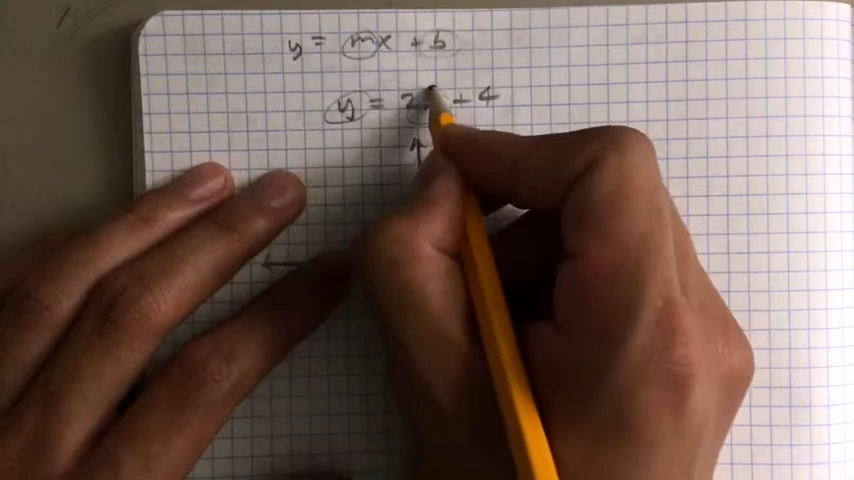 y = mx + b
y = 2 + 4